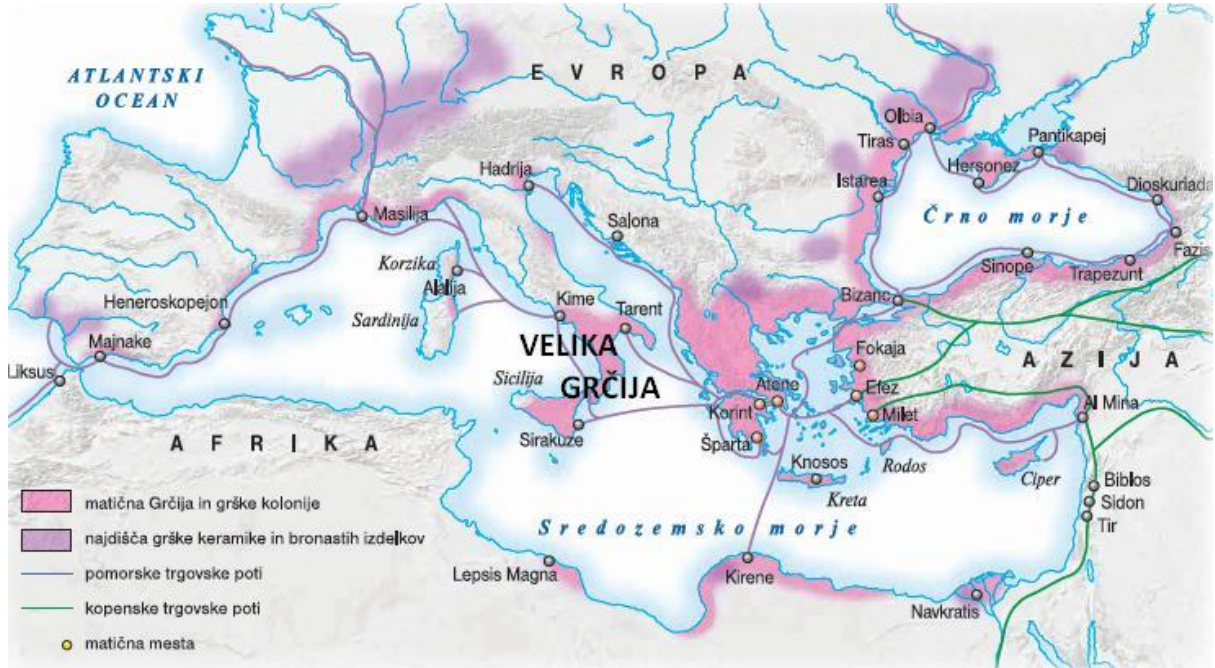 ATLANTSKI
OCEAN
E V R O P A
Olbia
Tiras
Pantikapej
Hersonez
Hadrija
Istarea
Dioskuriada
Masilija
Salona
Črno morje
Fazis
Korzika
Alalija
Sinope
Trapezunt
Heneroskopejon
Kime
Tarent
Bizanc
Sardinija
VELIKA
GRČIJA
Majnake
Fokaja
A Z I J A
Liksus
Sicilija
Atene
Efez
Korint
Milet
Al Mina
A F R I K A
Sirakuze
Šparta
Knosos
Rodos
Ciper
Kreta
Biblos
Sidon
Tir
matična Grčija in grške kolonije
najdišča grške keramike in bronastih izdelkov
Sredozemsko morje
pomorske trgovske poti
Lepsis Magna
Kirene
kopenske trgovske poti
Navkratis
matična mesta